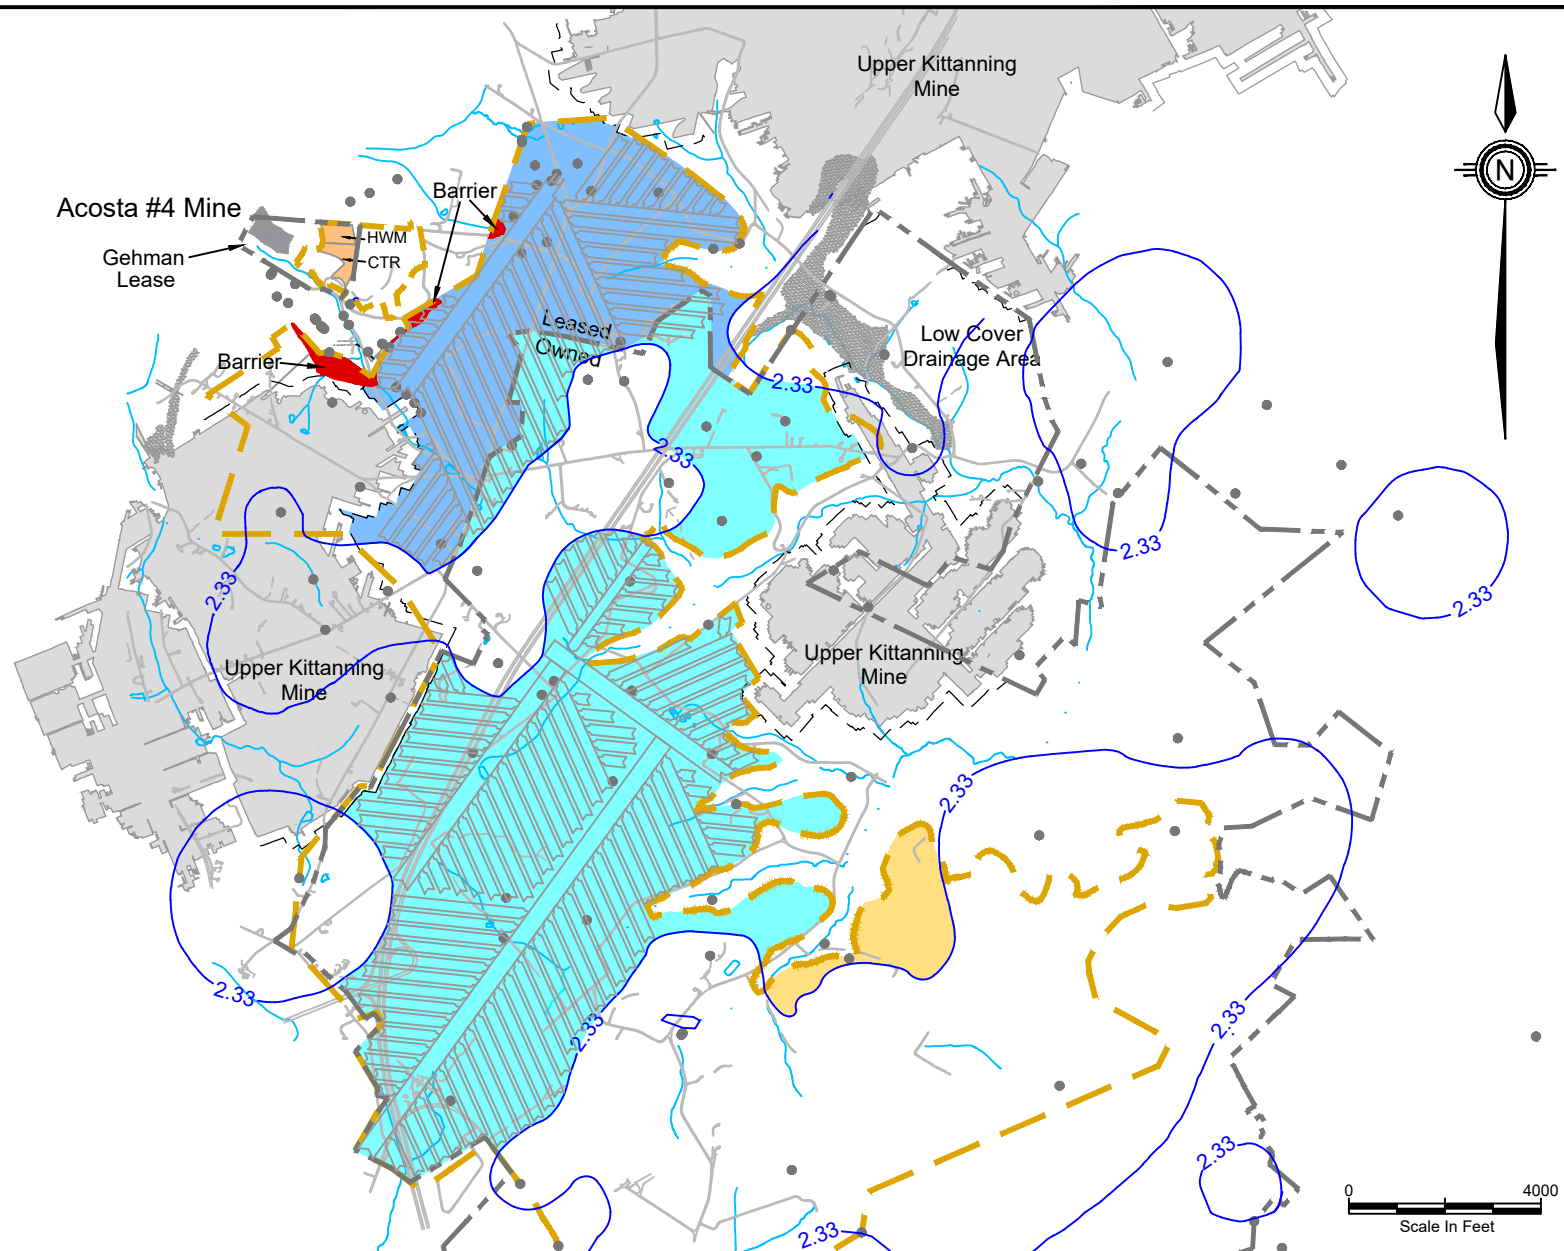 Upper Kittanning
Mine
N
Barrier
Acosta #4 Mine
HWM
CTR
Gehman
Lease
Leased
Owned
Low Cover
Drainage Area
Barrier
2.33
2.33
2.33
2.33
2.33
Upper Kittanning
Mine
Upper Kittanning
Mine
2.33
2.33
2.33
2.33
2.33
2.33
0 4000
Scale In Feet